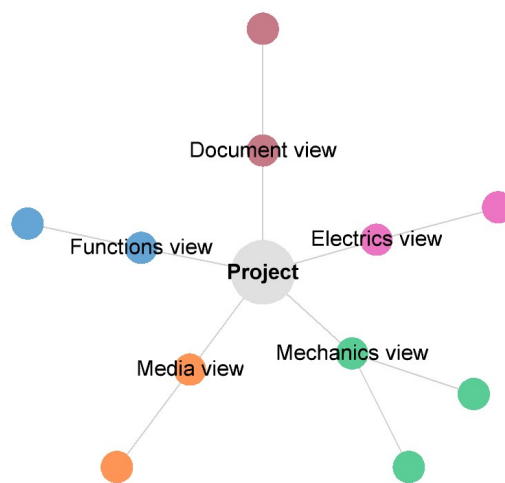 Document view
Electrics view
Functions view
Project
Mechanics view
Media view